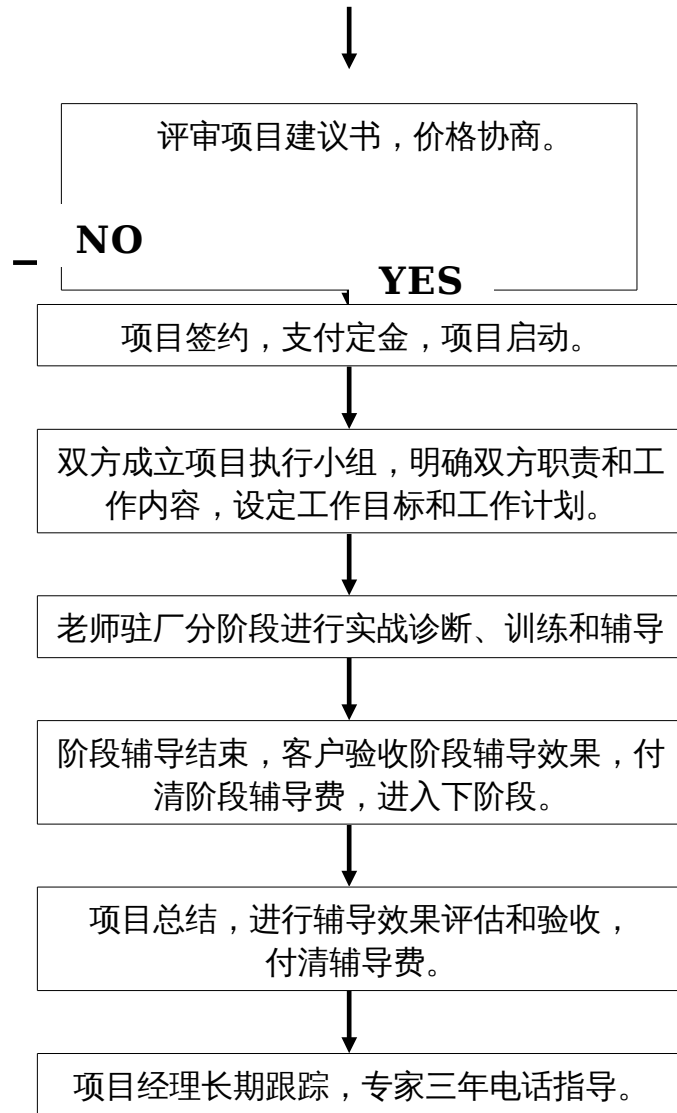 评审项目建议书，价格协商。
NO
YES
项目签约，支付定金，项目启动。
双方成立项目执行小组，明确双方职责和工
作内容，设定工作目标和工作计划。
老师驻厂分阶段进行实战诊断、训练和辅导
阶段辅导结束，客户验收阶段辅导效果，付
清阶段辅导费，进入下阶段。
项目总结，进行辅导效果评估和验收，
付清辅导费。
项目经理长期跟踪，专家三年电话指导。